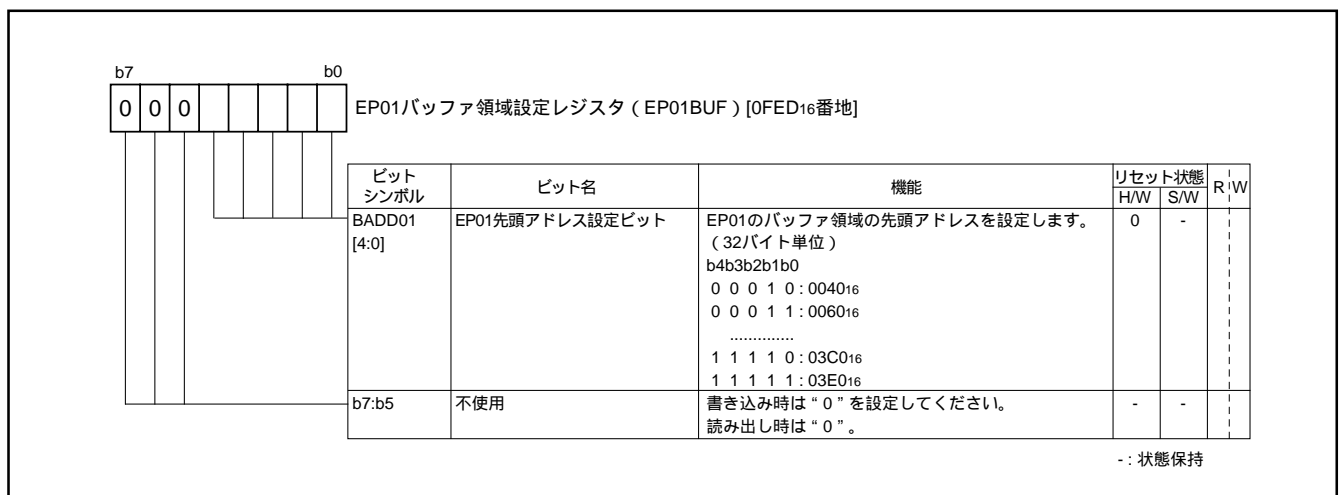 b7 b0
0 0 0
EP01バッファ領域設定レジスタ（EP01BUF）[0FED16番地]
ビット シンボル ビット名 機能 リセット状態 H/W S/W R W
BADD01 EP01先頭アドレス設定ビット EP01のバッファ領域の先頭アドレスを設定します。 0 -
[4:0] （32バイト単位）
b4b3b2b1b0
0 0 0 1 0 : 004016
0 0 0 1 1 : 006016
..............
1 1 1 1 0 : 03C016
1 1 1 1 1 : 03E016
b7:b5 不使用 書き込み時は“0”を設定してください。 - -
読み出し時は“0”。
- : 状態保持